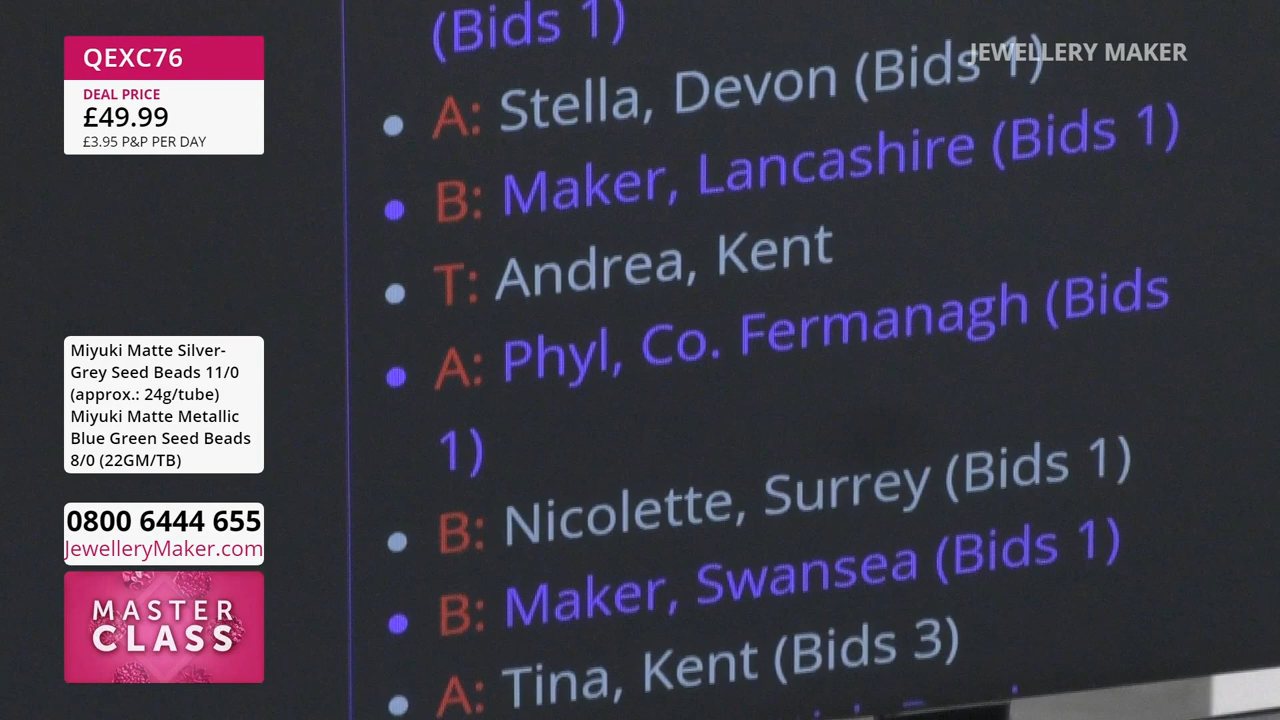 QEXC76
DEAL PRICE
£49.99
£3.95 P&P PER DAY
Miyuki Matte Silver-
Grey Seed Beads 11/0
(approx.: 24g/tube)
Miyuki Matte Metallic
Blue Green Seed Beads
8/0 (22GM/TB)
0800 6444 655
JewelleryMaker.com
MASTER
CLASS
JEWELLERY MAKER
(Bids 1)
A: Stella, Devon (Bids 1)
B: Maker, Lancashire (Bids 1)
T: Andrea, Kent
A: Phyl, Co. Fermanagh (Bids
1)
B: Nicolette, Surrey (Bids 1)
B: Maker, Swansea (Bids 1)
A: Tina, Kent (Bids 3)